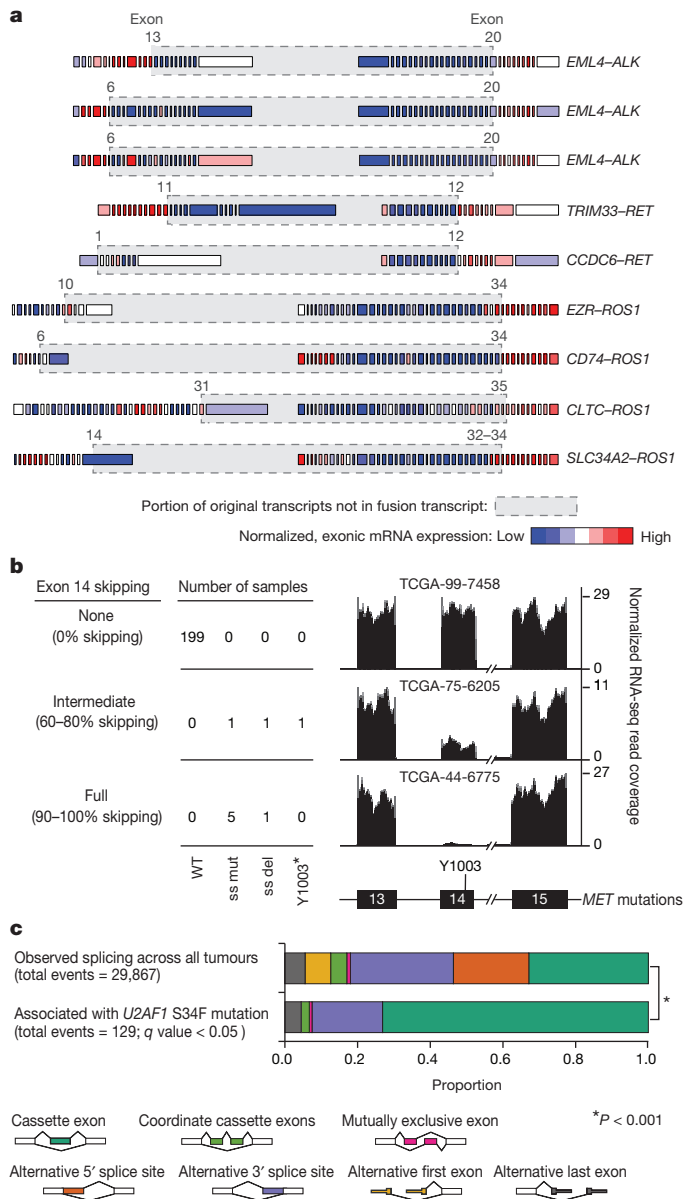 a
Exon
Exon
13
20
EML4–ALK
6
20
EML4–ALK
6
20
EML4–ALK
11
12
TRIM33–RET
1
12
CCDC6–RET
10
34
EZR–ROS1
6
34
CD74–ROS1
31
35
CLTC–ROS1
14
32–34
SLC34A2–ROS1
Portion of original transcripts not in fusion transcript:
Normalized, exonic mRNA expression: Low
High
b
Exon 14 skipping
Number of samples
None
(0% skipping)
199 0 0 0
Intermediate
(60–80% skipping)
0 1 1 1
Full
(90–100% skipping)
0 5 1 0
WT
ss mut
ss del
Y1003*
TCGA-99-7458
29
0
TCGA-75-6205
11
0
TCGA-44-6775
27
0
Normalized RNA-seq read coverage
Y1003
13
14
15
MET mutations
c
Observed splicing across all tumours
(total events = 29,867)
Associated with U2AF1 S34F mutation
(total events = 129; q value < 0.05 )
*
0.0 0.2 0.4 0.6 0.8 1.0
Proportion
Cassette exon
Coordinate cassette exons
Mutually exclusive exon
*P < 0.001
Alternative 5′ splice site
Alternative 3′ splice site
Alternative first exon
Alternative last exon